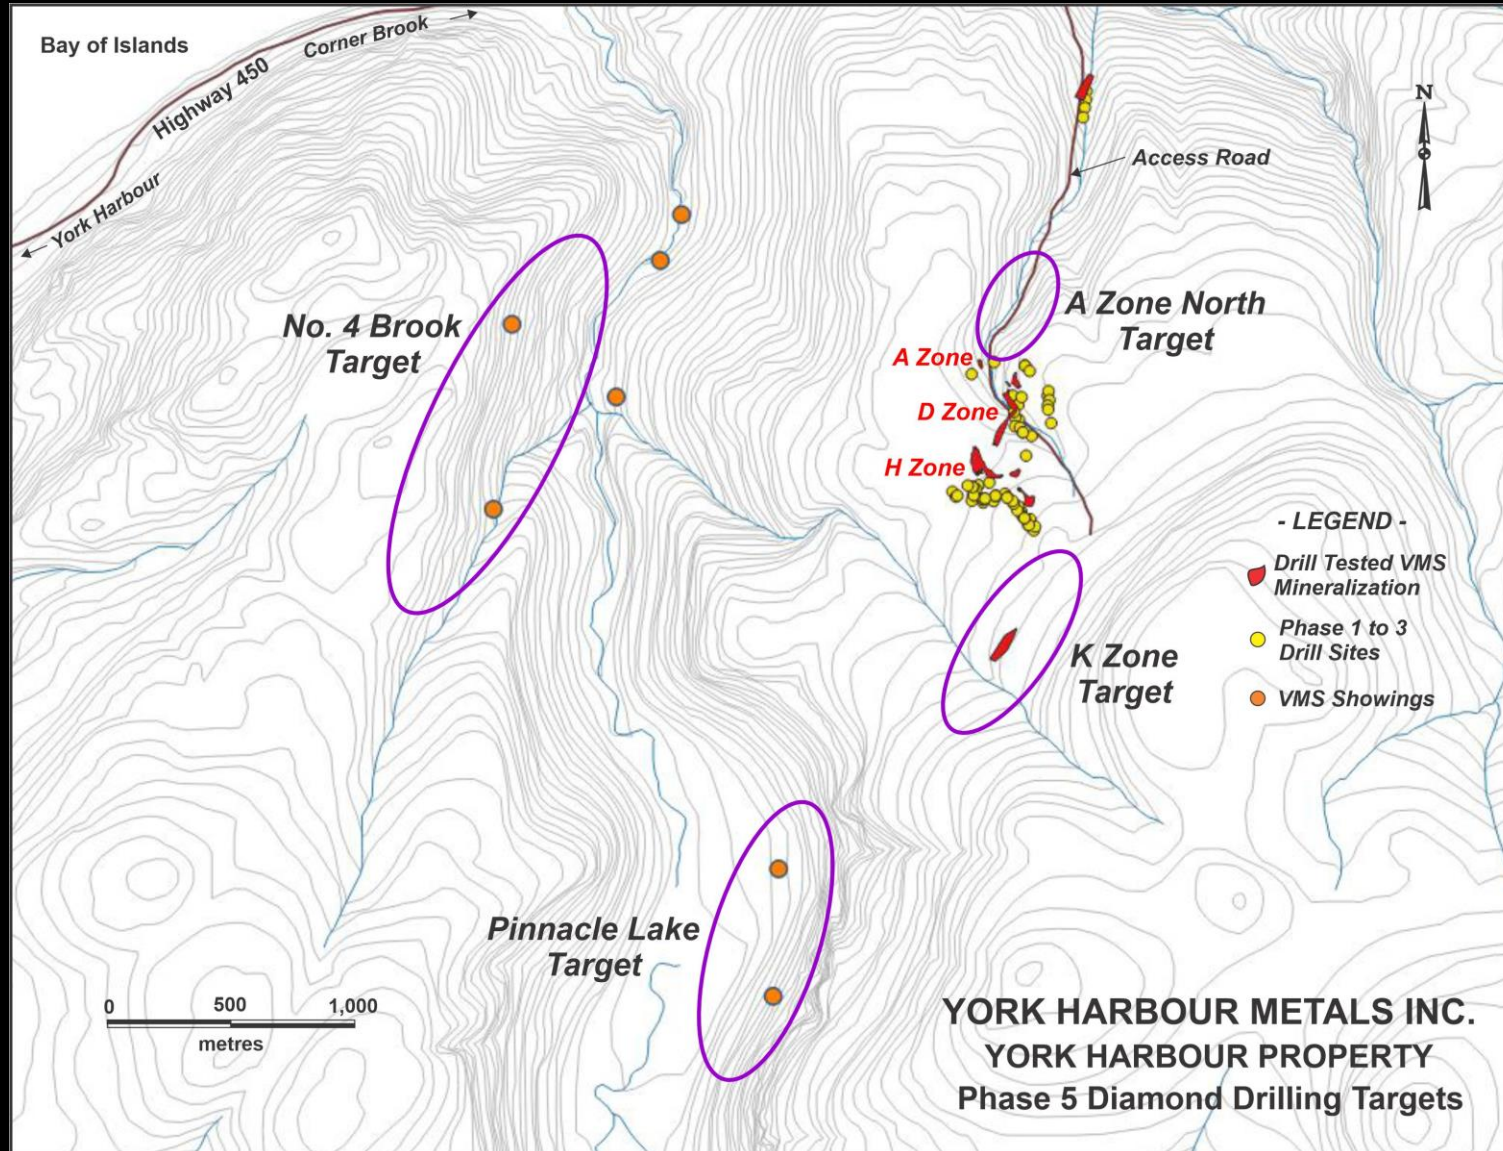 Bay of Islands
Corner Brook
Highway 450
York Harbour
N
Access Road
No. 4 Brook
Target
A Zone North
Target
A Zone
D Zone
H Zone
- LEGEND -
Drill Tested VMS
Mineralization
Phase 1 to 3
Drill Sites
VMS Showings
K Zone
Target
Pinnacle Lake
Target
0 500 1,000
metres
YORK HARBOUR METALS INC.
YORK HARBOUR PROPERTY
Phase 5 Diamond Drilling Targets